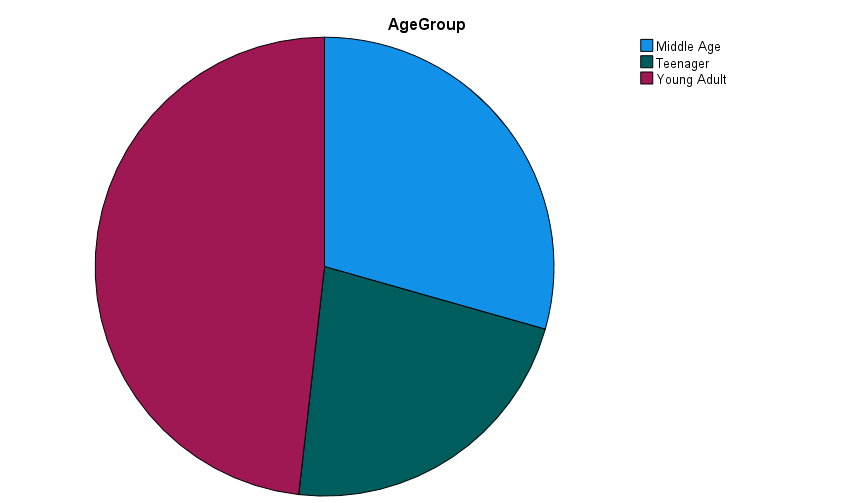 AgeGroup
Middle Age
Teenager
Young Adult